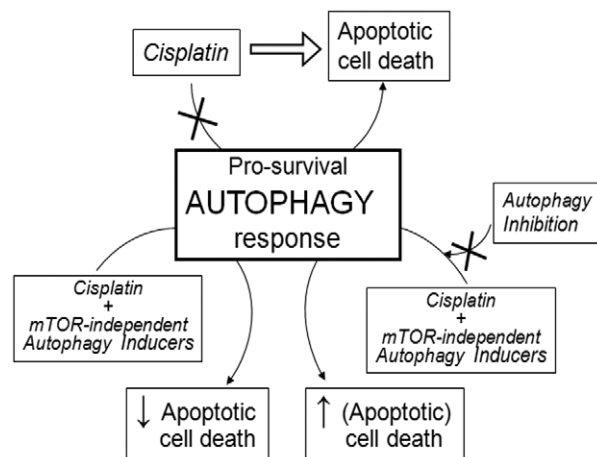 Cisplatin
Apoptotic
cell death
Pro-survival
AUTOPHAGY
response
Autophagy
Inhibition
Cisplatin
+
mTOR-independent
Autophagy Inducers
Cisplatin
+
mTOR-independent
Autophagy Inducers
↓ Apoptotic
cell death
↑ (Apoptotic)
cell death